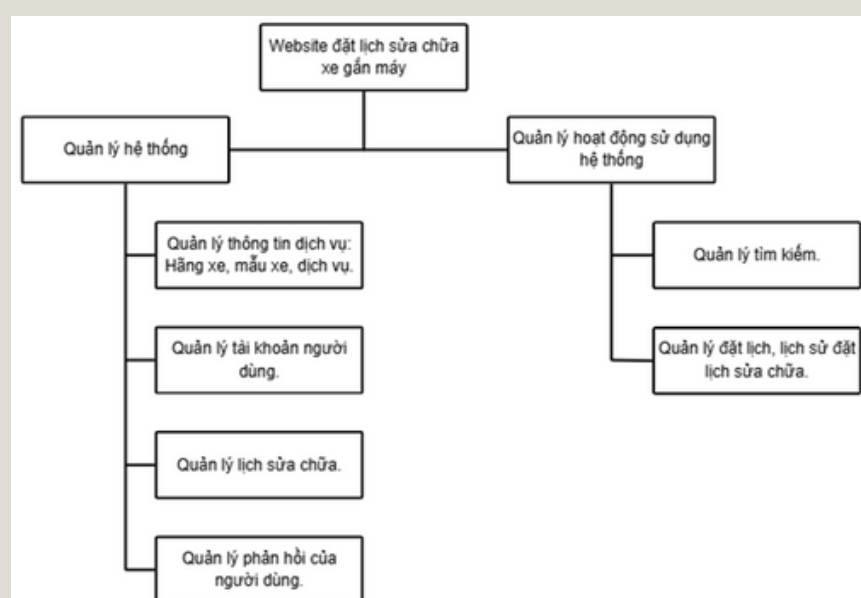 Website đặt lịch sửa chữa
xe gắn máy
Quản lý hệ thống
Quản lý hoạt động sử dụng
hệ thống
Quản lý thông tin dịch vụ:
Hãng xe, mẫu xe, dịch vụ.
Quản lý tài khoản người
dùng.
Quản lý lịch sửa chữa.
Quản lý phản hồi của
người dùng.
Quản lý tìm kiếm.
Quản lý đặt lịch, lịch sử đặt
lịch sửa chữa.